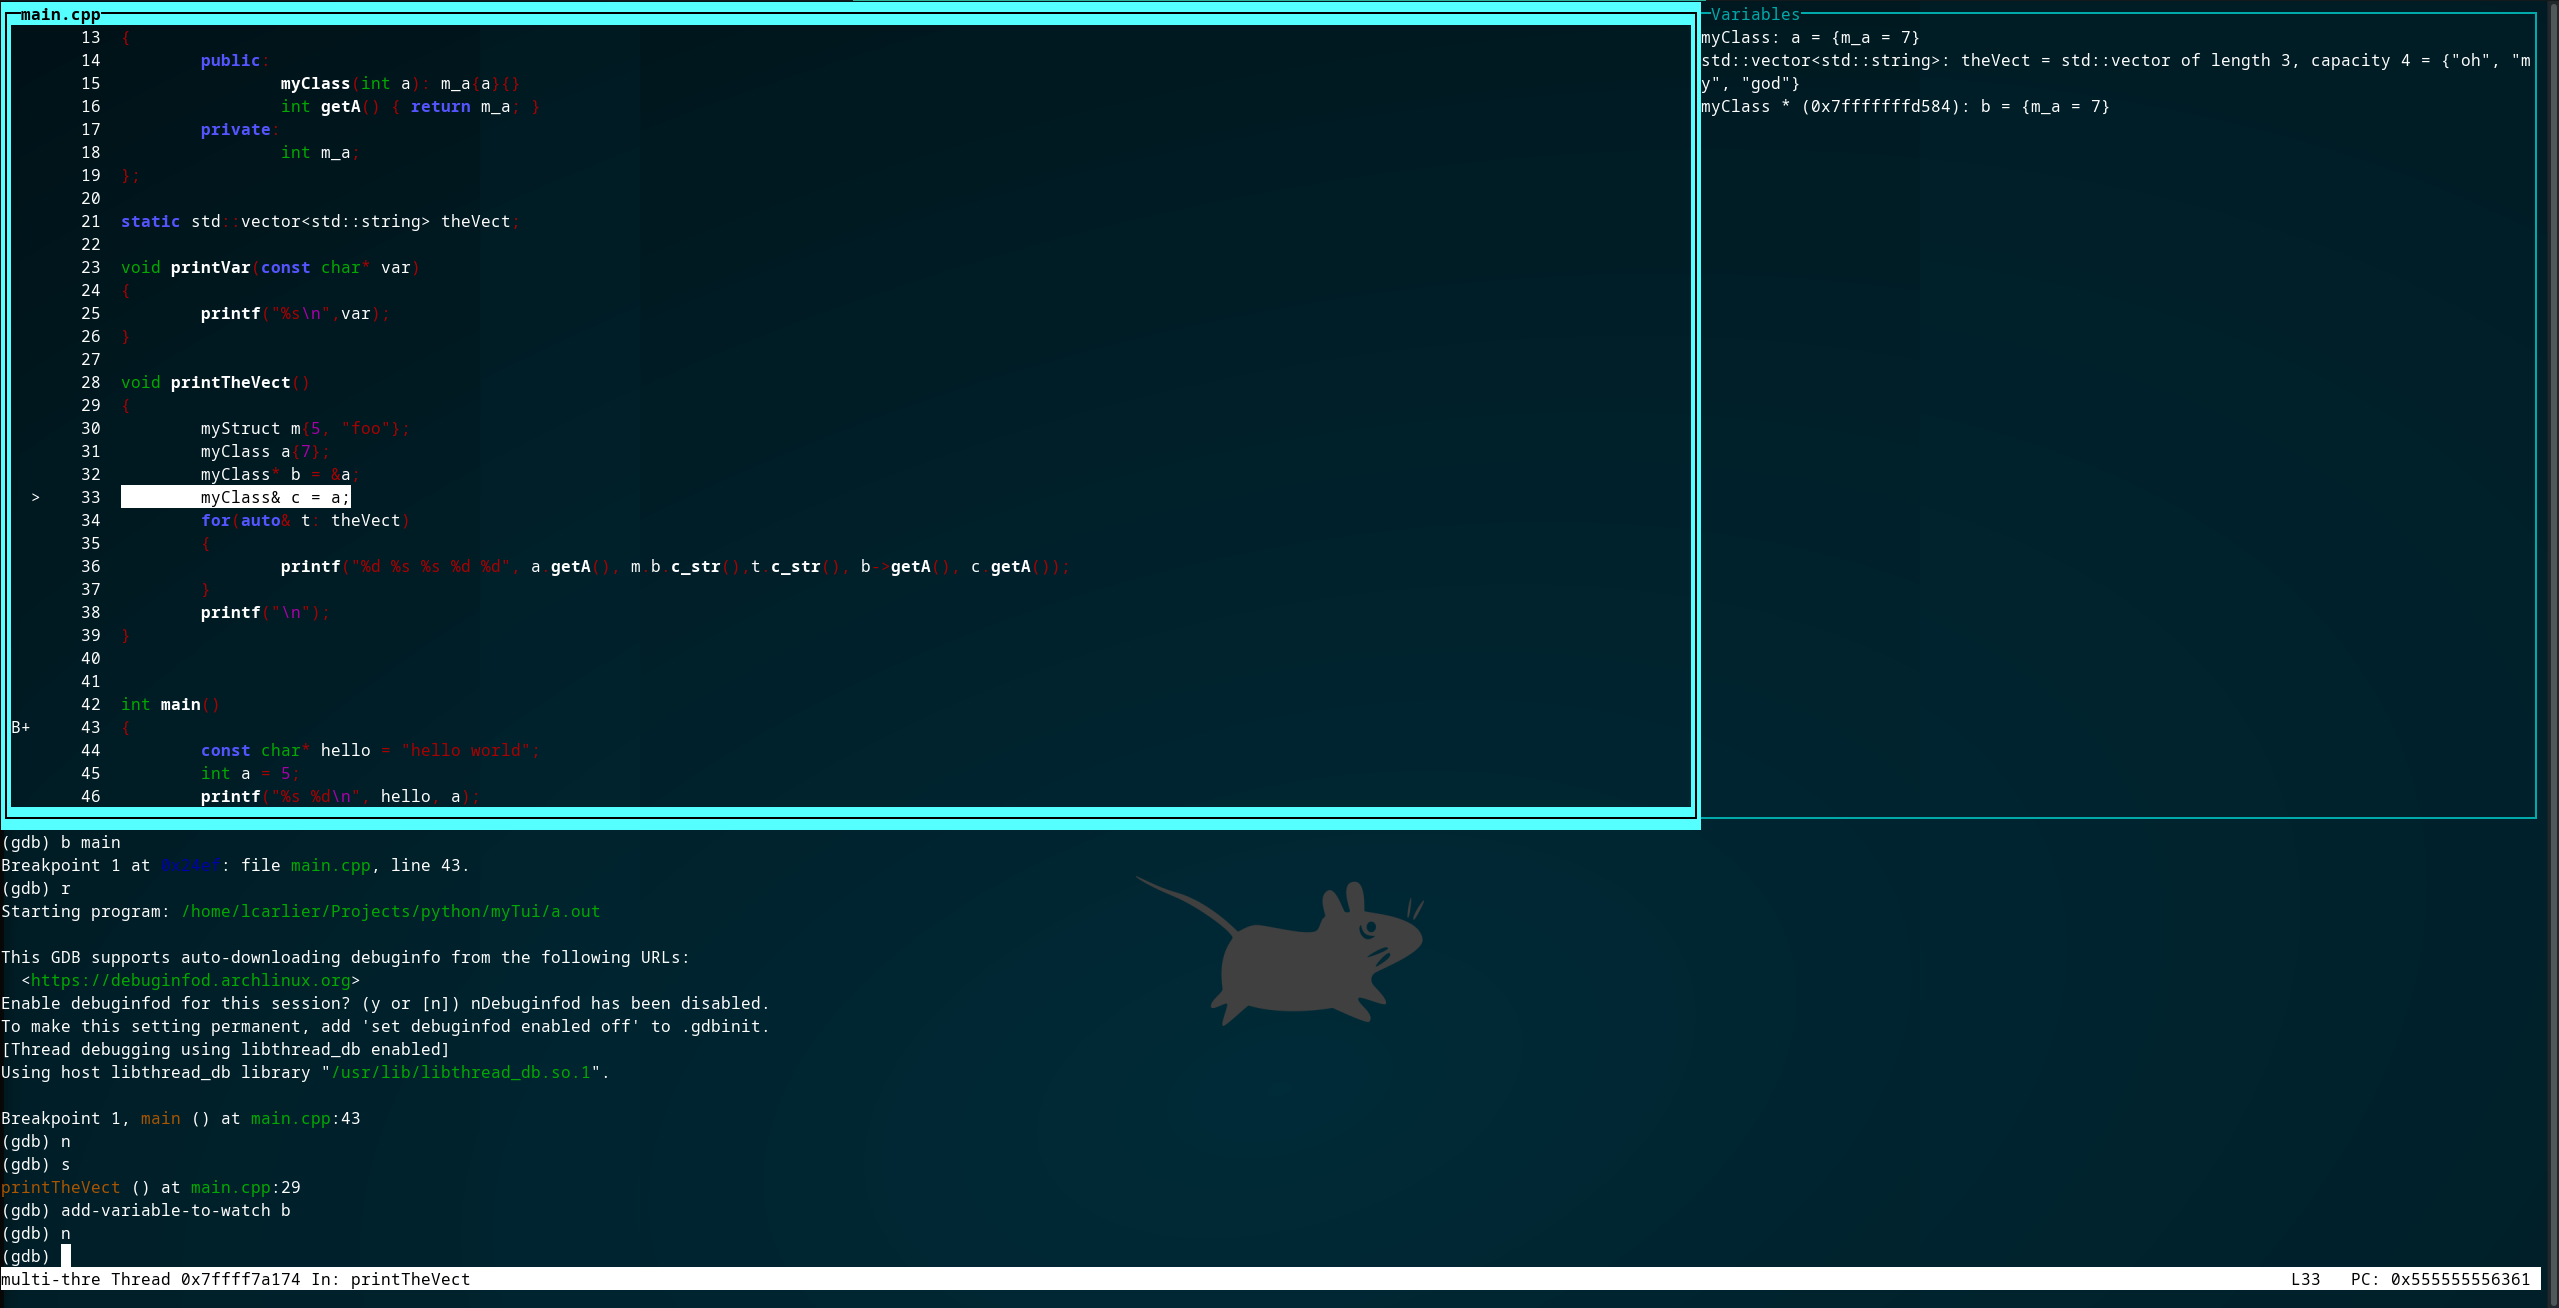 main.cpp
13 {
14 public:
15 myClass(int a): m_a{a}{}
16 int getA() { return m_a; }
17 private:
18 int m_a;
19 };
20
21 static std::vector<std::string> theVect;
22
23 void printVar(const char* var)
24 {
25 printf("%s\n",var);
26 }
27
28 void printTheVect()
29 {
30 myStruct m{5, "foo"};
31 myClass a{7};
32 myClass* b = &a;
> 33 myClass& c = a;
34 for(auto& t: theVect)
35 {
36 printf("%d %s %s %d %d", a.getA(), m.b.c_str(),t.c_str(), b->getA(), c.getA());
37 }
38 printf("\n");
39 }
40
41
42 int main()
B+ 43 {
44 const char* hello = "hello world";
45 int a = 5;
46 printf("%s %d\n", hello, a);
Variables
myClass: a = {m_a = 7}
std::vector<std::string>: theVect = std::vector of length 3, capacity 4 = {"oh", "m
y", "god"}
myClass * (0x7fffffffd584): b = {m_a = 7}
(gdb) b main
Breakpoint 1 at : file main.cpp, line 43.
(gdb) r
Starting program: /home/lcarlier/Projects/python/myTui/a.out
This GDB supports auto-downloading debuginfo from the following URLs:
<https://debuginfod.archlinux.org>
Enable debuginfod for this session? (y or [n]) nDebuginfod has been disabled.
To make this setting permanent, add 'set debuginfod enabled off' to .gdbinit.
[Thread debugging using libthread_db enabled]
Using host libthread_db library "/usr/lib/libthread_db.so.1".
Breakpoint 1, main () at main.cpp:43
(gdb) n
(gdb) s
printTheVect () at main.cpp:29
(gdb) add-variable-to-watch b
(gdb) n
(gdb)
multi-thre Thread 0x7ffff7a174 In: printTheVect L33 PC: 0x555555556361